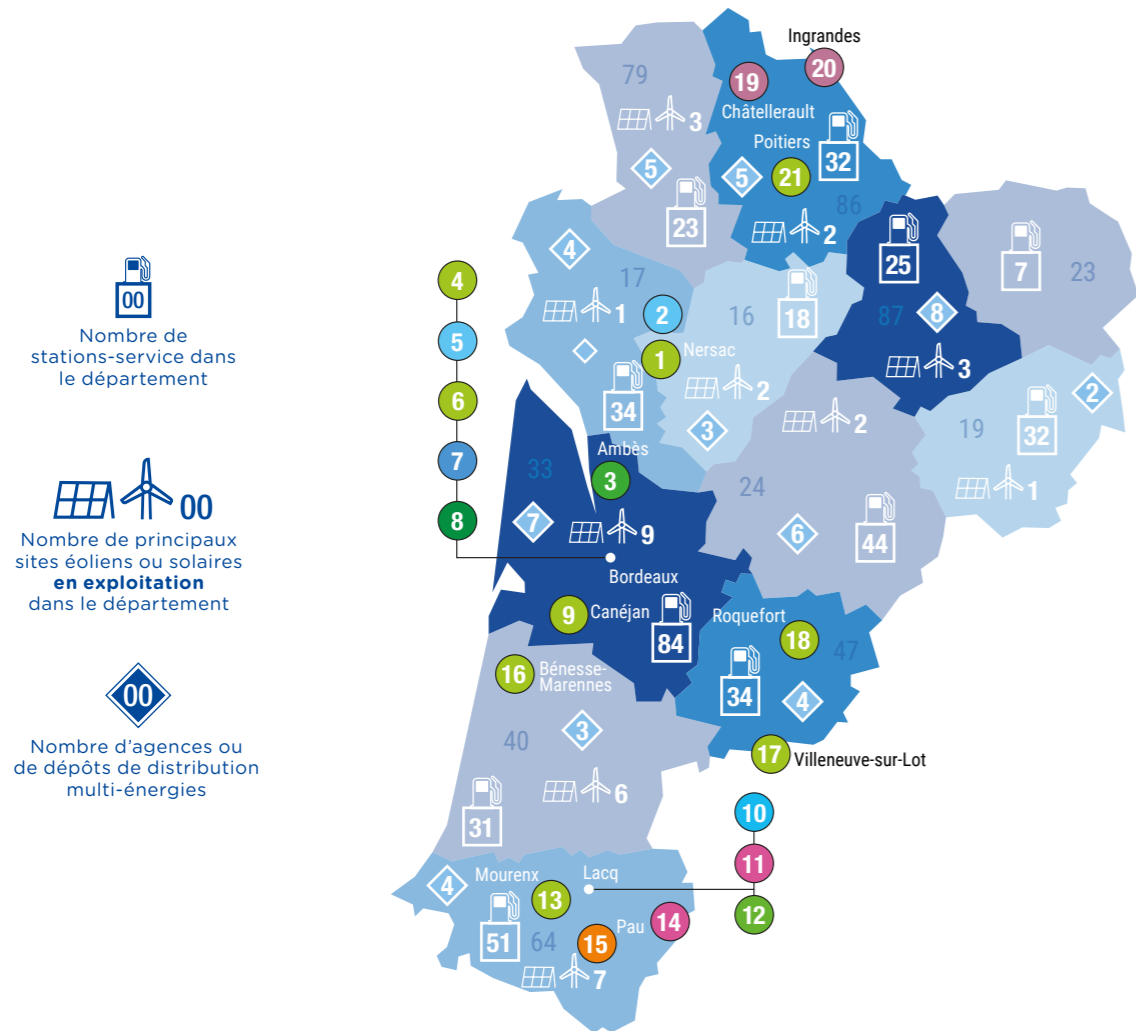 00
Nombre de
stations-service dans
le département
00
Nombre de principaux
sites éoliens ou solaires
en exploitation
dans le département
00
Nombre d'agences ou
de dépôts de distribution
multi-énergies
Ingrandes
20
79
19
Châtellerault
3
Poitiers
32
5
5
21
86
23
2
25
7
23
4
17
18
4
1
2
16
87
8
5
1
Nersac
3
2
2
2
34
3
19
32
6
Ambès
1
33
3
24
7
7
9
6
44
8
Bordeaux
9
Canéjan
84
Roquefort
18
47
16
Bénesse-
Marennes
34
4
3
40
17
Villeneuve-sur-Lot
6
31
10
11
4
Mourenx
Lacq
13
12
51
64
15
Pau
14
7